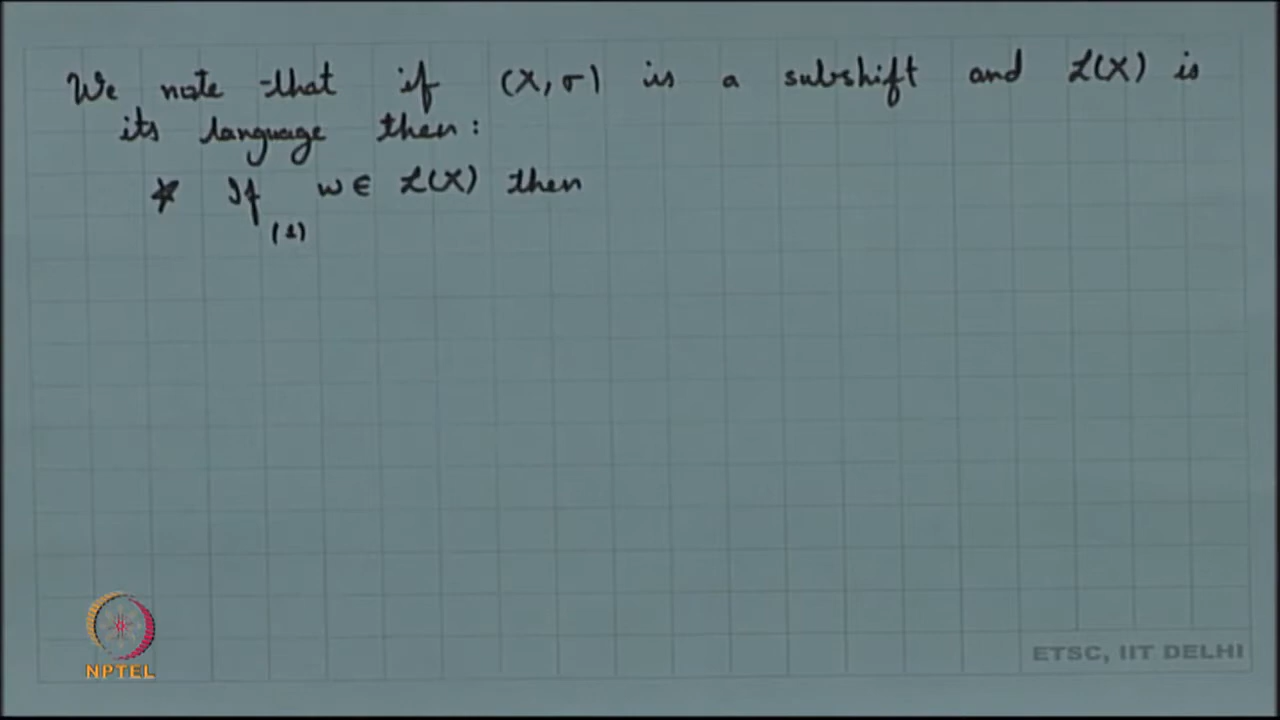 We note that if (X, σ) is a subshift and ℒ(X) is
its language then:
* If w ∈ ℒ(X) then
(1)
NPTEL
ETSC, IIT DELHI